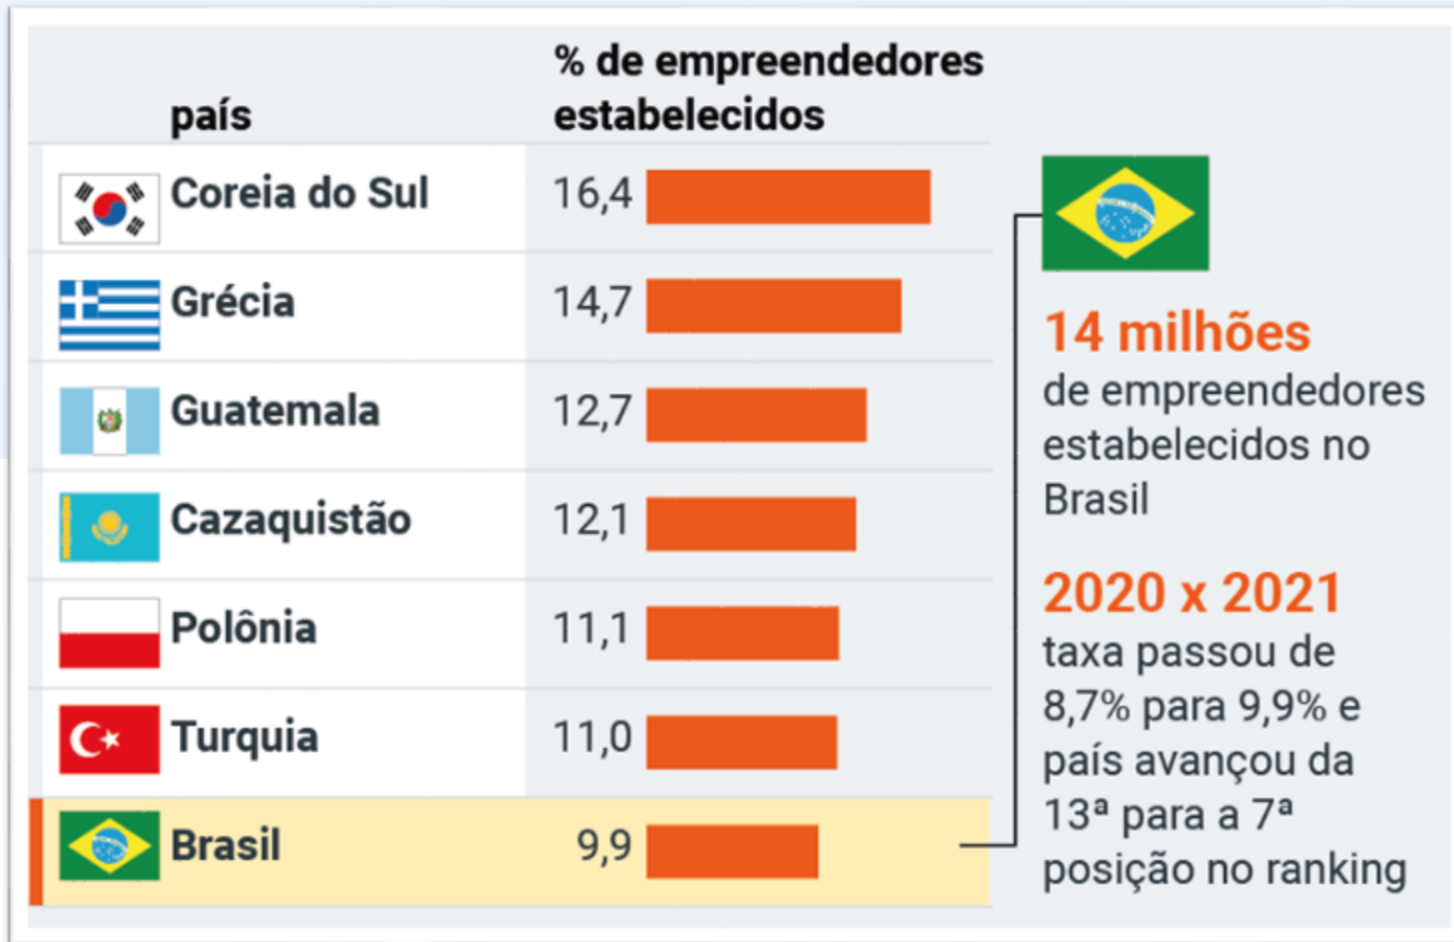 país
% de empreendedores
estabelecidos
Coreia do Sul 16,4
Grécia 14,7
Guatemala 12,7
Cazaquistão 12,1
Polônia 11,1
Turquia 11,0
Brasil 9,9
14 milhões
de empreendedores
estabelecidos no
Brasil
2020 x 2021
taxa passou de
8,7% para 9,9% e
país avançou da
13ª para a 7ª
posição no ranking